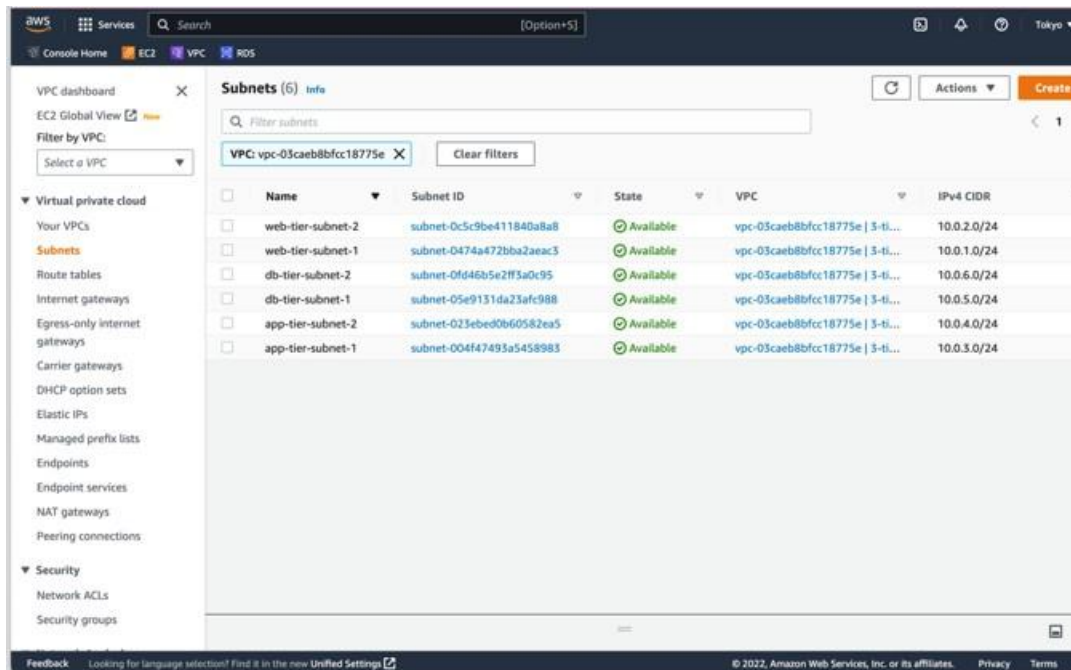 aws Services Search [Option+S] Tokyo
Console Home EC2 VPC RDS
VPC dashboard
EC2 Global View New
Filter by VPC:
Select a VPC
Virtual private cloud
Your VPCs
Subnets
Route tables
Internet gateways
Egress-only internet
gateways
Carrier gateways
DHCP option sets
Elastic IPs
Managed prefix lists
Endpoints
Endpoint services
NAT gateways
Peering connections
Security
Network ACLs
Security groups
Subnets (6) Info
Actions
Create
Filter subnets
1
VPC: vpc-03caeb8bfcc18775e
Clear filters
Name Subnet ID State VPC IPv4 CIDR
web-tier-subnet-2 subnet-0c5c9be411840a8a8 Available vpc-03caeb8bfcc18775e | 3-ti... 10.0.2.0/24
web-tier-subnet-1 subnet-0474a472bba2aeac3 Available vpc-03caeb8bfcc18775e | 3-ti... 10.0.1.0/24
db-tier-subnet-2 subnet-0fd46b5e2ff3a0c95 Available vpc-03caeb8bfcc18775e | 3-ti... 10.0.6.0/24
db-tier-subnet-1 subnet-05e9131da23afc988 Available vpc-03caeb8bfcc18775e | 3-ti... 10.0.5.0/24
app-tier-subnet-2 subnet-023ebed0b60582ea5 Available vpc-03caeb8bfcc18775e | 3-ti... 10.0.4.0/24
app-tier-subnet-1 subnet-004f47493a5458983 Available vpc-03caeb8bfcc18775e | 3-ti... 10.0.3.0/24
Feedback Looking for language selection? Find it in the new Unified Settings © 2022, Amazon Web Services, Inc. or its affiliates. Privacy Terms